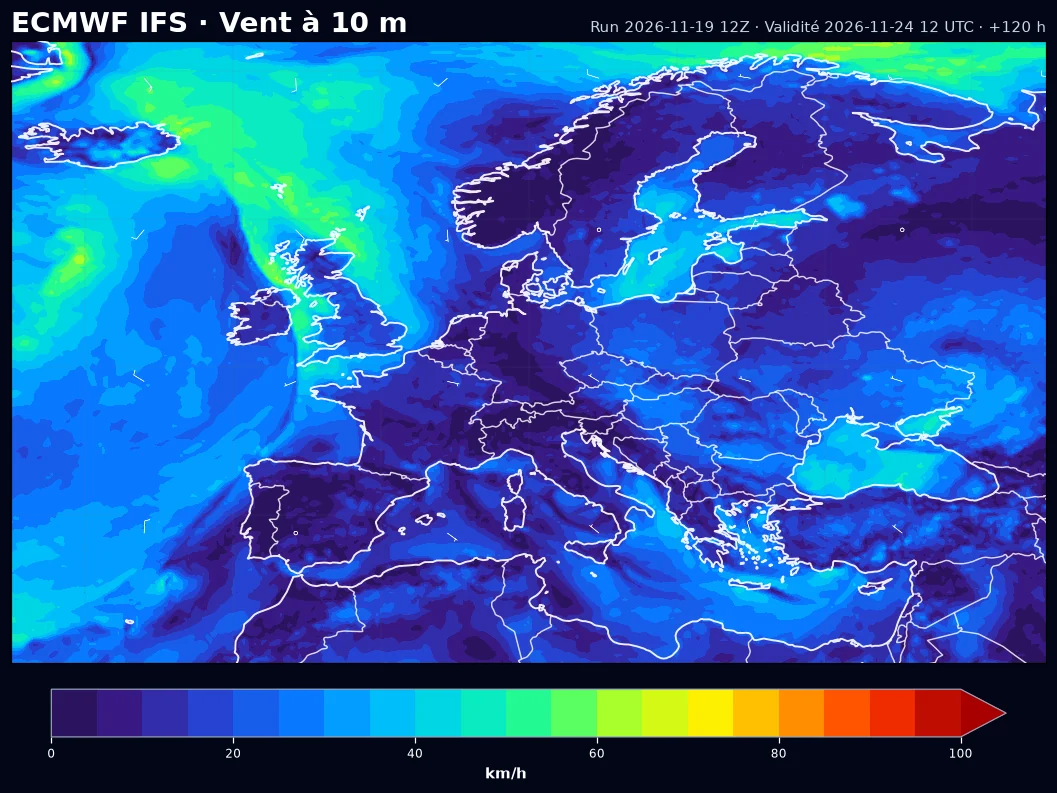 ECMWF IFS · Vent à 10 m
Run 2026-11-19 12Z · Validité 2026-11-24 12 UTC · +120 h
0 20 40 60 80 100
km/h